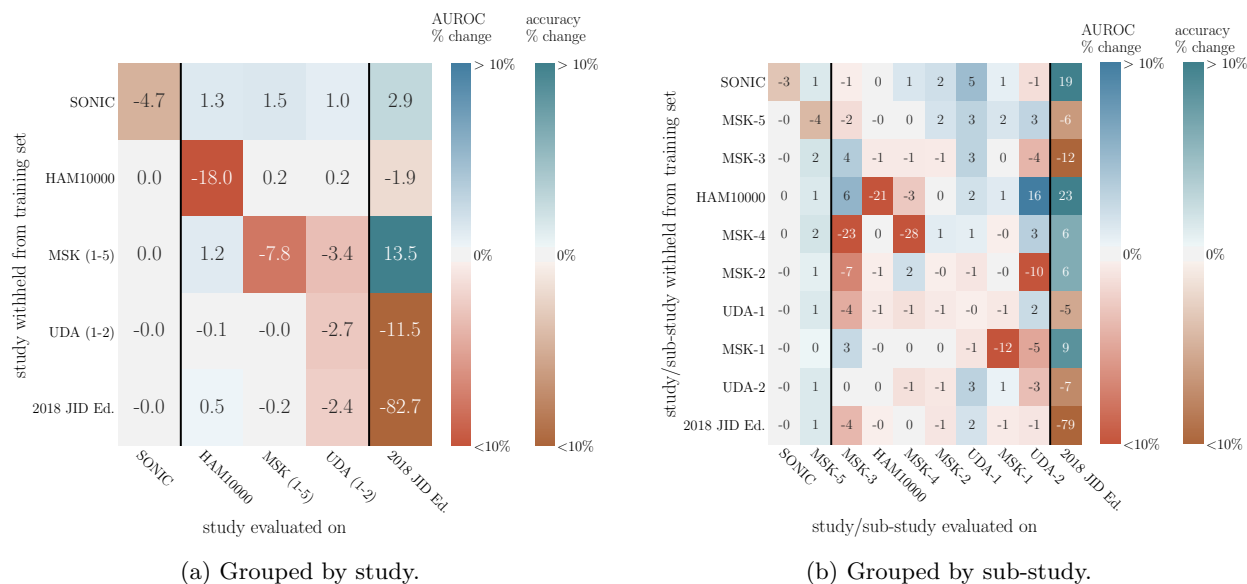 AUROC
% change
accuracy
% change
> 10%
> 10%
0%
0%
<10%
<10%
study withheld from training set
SONIC -4.7 1.3 1.5 1.0 2.9
HAM10000 0.0 -18.0 0.2 0.2 -1.9
MSK (1-5) 0.0 1.2 -7.8 -3.4 13.5
UDA (1-2) -0.0 -0.1 -0.0 -2.7 -11.5
2018 JID Ed. -0.0 0.5 -0.2 -2.4 -82.7
SONIC
HAM10000
MSK (1-5)
UDA (1-2)
2018 JID Ed.
study evaluated on
(a) Grouped by study.
AUROC
% change
accuracy
% change
> 10%
> 10%
0%
0%
<10%
<10%
study/sub-study withheld from training set
SONIC -3 1 -1 0 1 2 5 1 -1 19
MSK-5 -0 -4 -2 -0 0 2 3 2 3 -6
MSK-3 -0 2 4 -1 -1 -1 3 0 -4 -12
HAM10000 0 1 6 -21 -3 0 2 1 16 23
MSK-4 0 2 -23 0 -28 1 1 -0 3 6
MSK-2 -0 1 -7 -1 2 -0 -1 -0 -10 6
UDA-1 -0 1 -4 -1 -1 -1 -0 -1 2 -5
MSK-1 -0 0 3 -0 0 0 -1 -12 -5 9
UDA-2 -0 1 0 0 -1 -1 3 1 -3 -7
2018 JID Ed. -0 1 -4 -0 0 -1 2 -1 -1 -79
SONIC
MSK-5
MSK-3
HAM10000
MSK-4
MSK-2
UDA-1
MSK-1
UDA-2
2018 JID Ed.
study/sub-study evaluated on
(b) Grouped by sub-study.